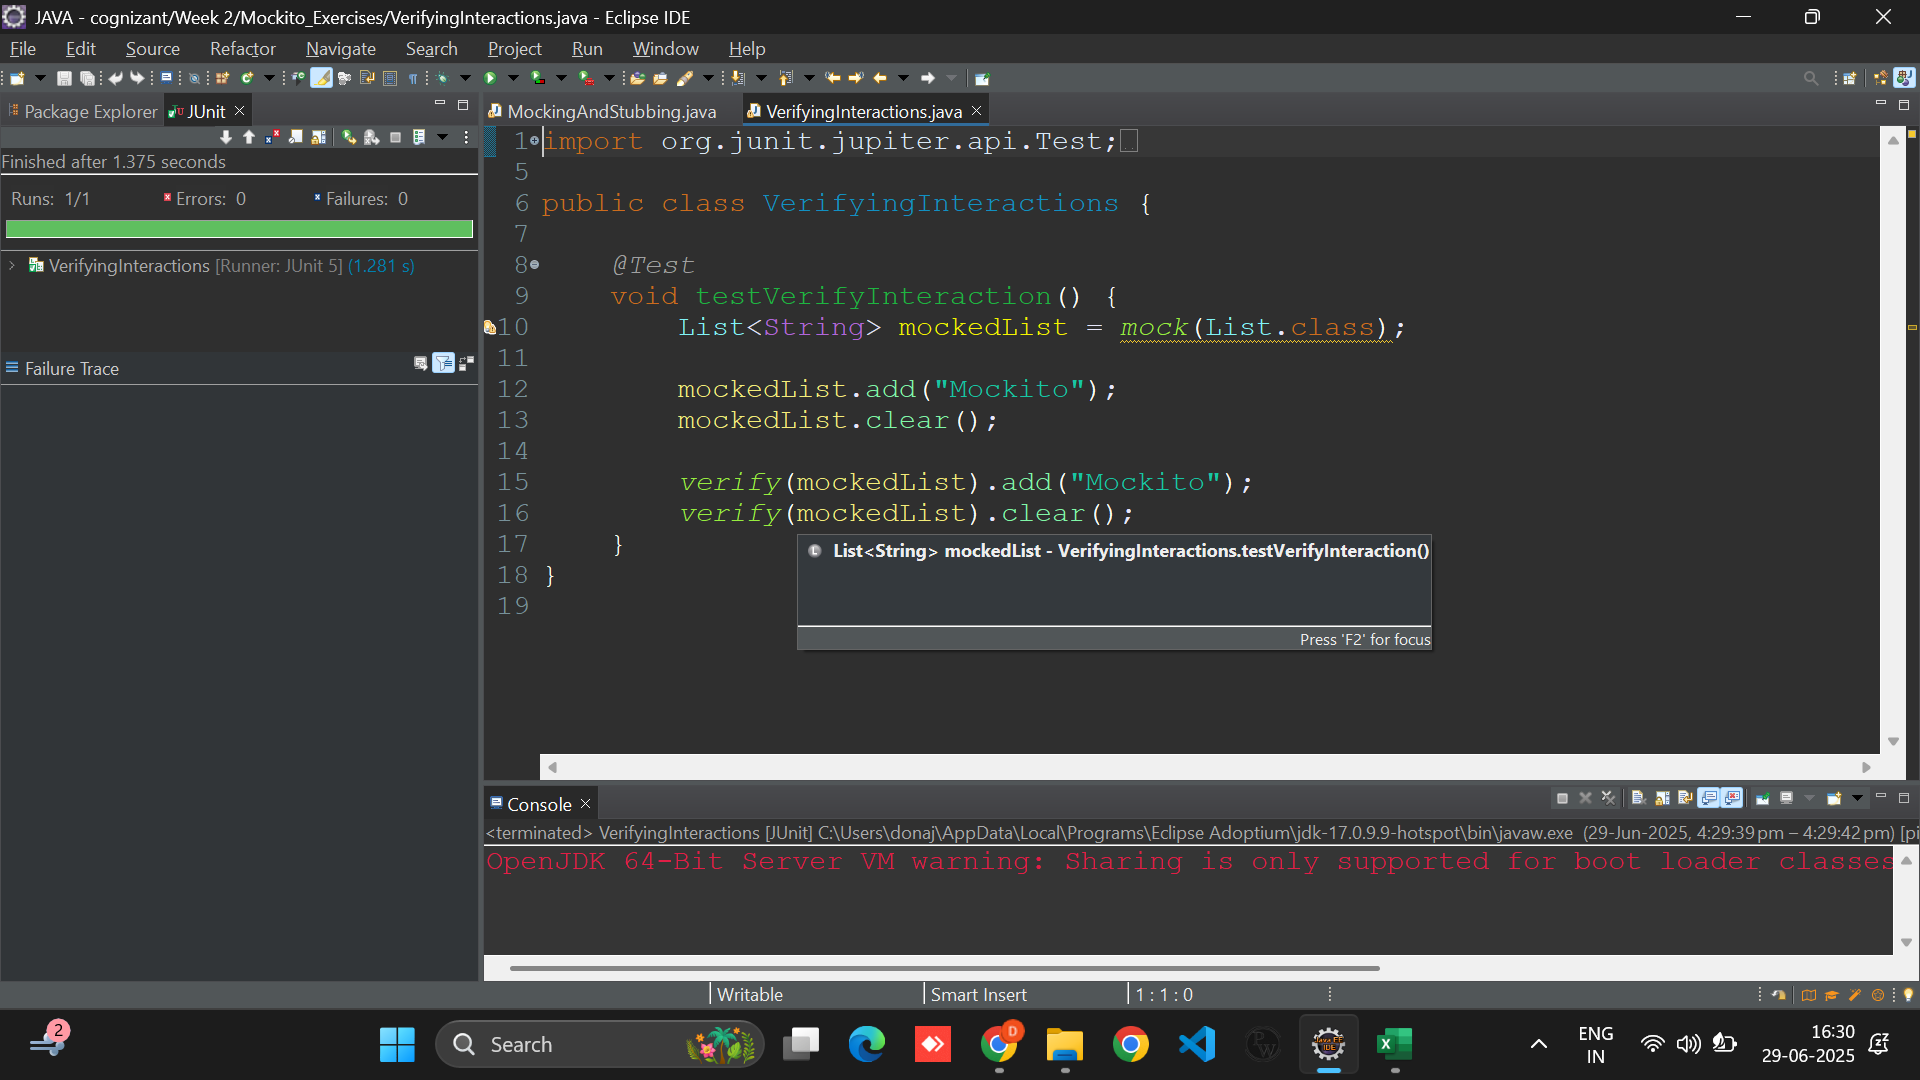 JAVA - cognizant/Week 2/Mockito_Exercises/VerifyingInteractions.java - Eclipse IDE
File Edit Source Refactor Navigate Search Project Run Window Help
Package Explorer JUnit
Finished after 1.375 seconds
Runs: 1/1 Errors: 0 Failures: 0
VerifyingInteractions [Runner: JUnit 5] (1.281 s)
Failure Trace
MockingAndStubbing.java VerifyingInteractions.java
1 import org.junit.jupiter.api.Test;
5
6 public class VerifyingInteractions {
7
8 @Test
9 void testVerifyInteraction() {
10 List<String> mockedList = mock(List.class);
11
12 mockedList.add("Mockito");
13 mockedList.clear();
14
15 verify(mockedList).add("Mockito");
16 verify(mockedList).clear();
17 }
18 }
19
List<String> mockedList - VerifyingInteractions.testVerifyInteraction()
Press 'F2' for focus
Console
<terminated> VerifyingInteractions [JUnit] C:\Users\donaj\AppData\Local\Programs\Eclipse Adoptium\jdk-17.0.9.9-hotspot\bin\javaw.exe (29-Jun-2025, 4:29:39 pm – 4:29:42 pm) [pi
OpenJDK 64-Bit Server VM warning: Sharing is only supported for boot loader classes
Writable Smart Insert 1 : 1 : 0
2
Search
D
ENG
IN
16:30
29-06-2025